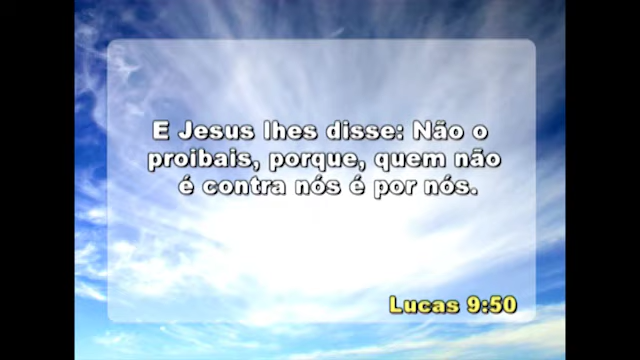 E Jesus lhes disse: Não o
proibais, porque, quem não
é contra nós é por nós.
Lucas 9:50